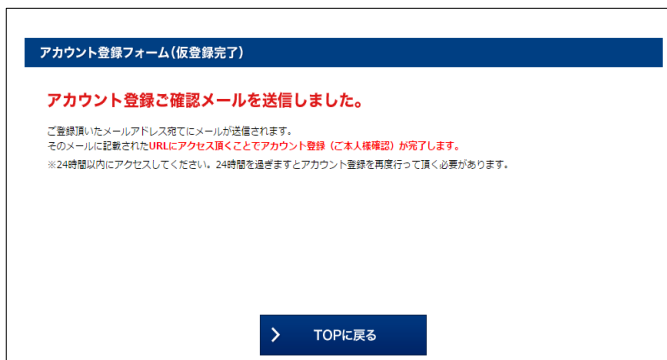 アカウント登録フォーム(仮登録完了)
アカウント登録ご確認メールを送信しました。
ご登録頂いたメールアドレス宛てにメールが送信されます。
そのメールに記載されたURLにアクセス頂くことでアカウント登録（ご本人様確認）が完了します。
※24時間以内にアクセスしてください。24時間を過ぎますとアカウント登録を再度行って頂く必要があります。
TOPに戻る